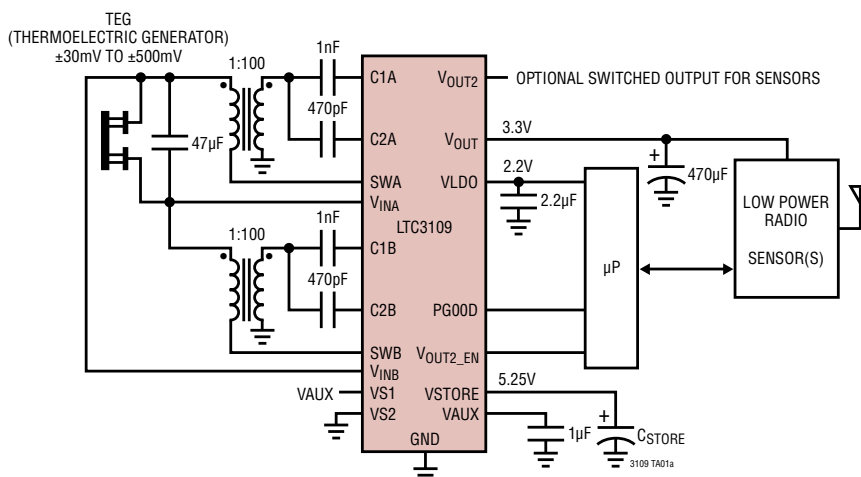 TEG
(THERMOELECTRIC GENERATOR)
±30mV TO ±500mV
1:100
1nF
470pF
47µF
C1A
C2A
SWA
VINA
1:100
1nF
470pF
C1B
C2B
SWB
VINB
VAUX
VS1
VS2
LTC3109
GND
VOUT2
OPTIONAL SWITCHED OUTPUT FOR SENSORS
VOUT
3.3V
VLDO
2.2V
2.2µF
+
470µF
µP
LOW POWER
RADIO
SENSOR(S)
PG00D
VOUT2_EN
VSTORE
5.25V
VAUX
1µF
+
CSTORE
3109 TA01a